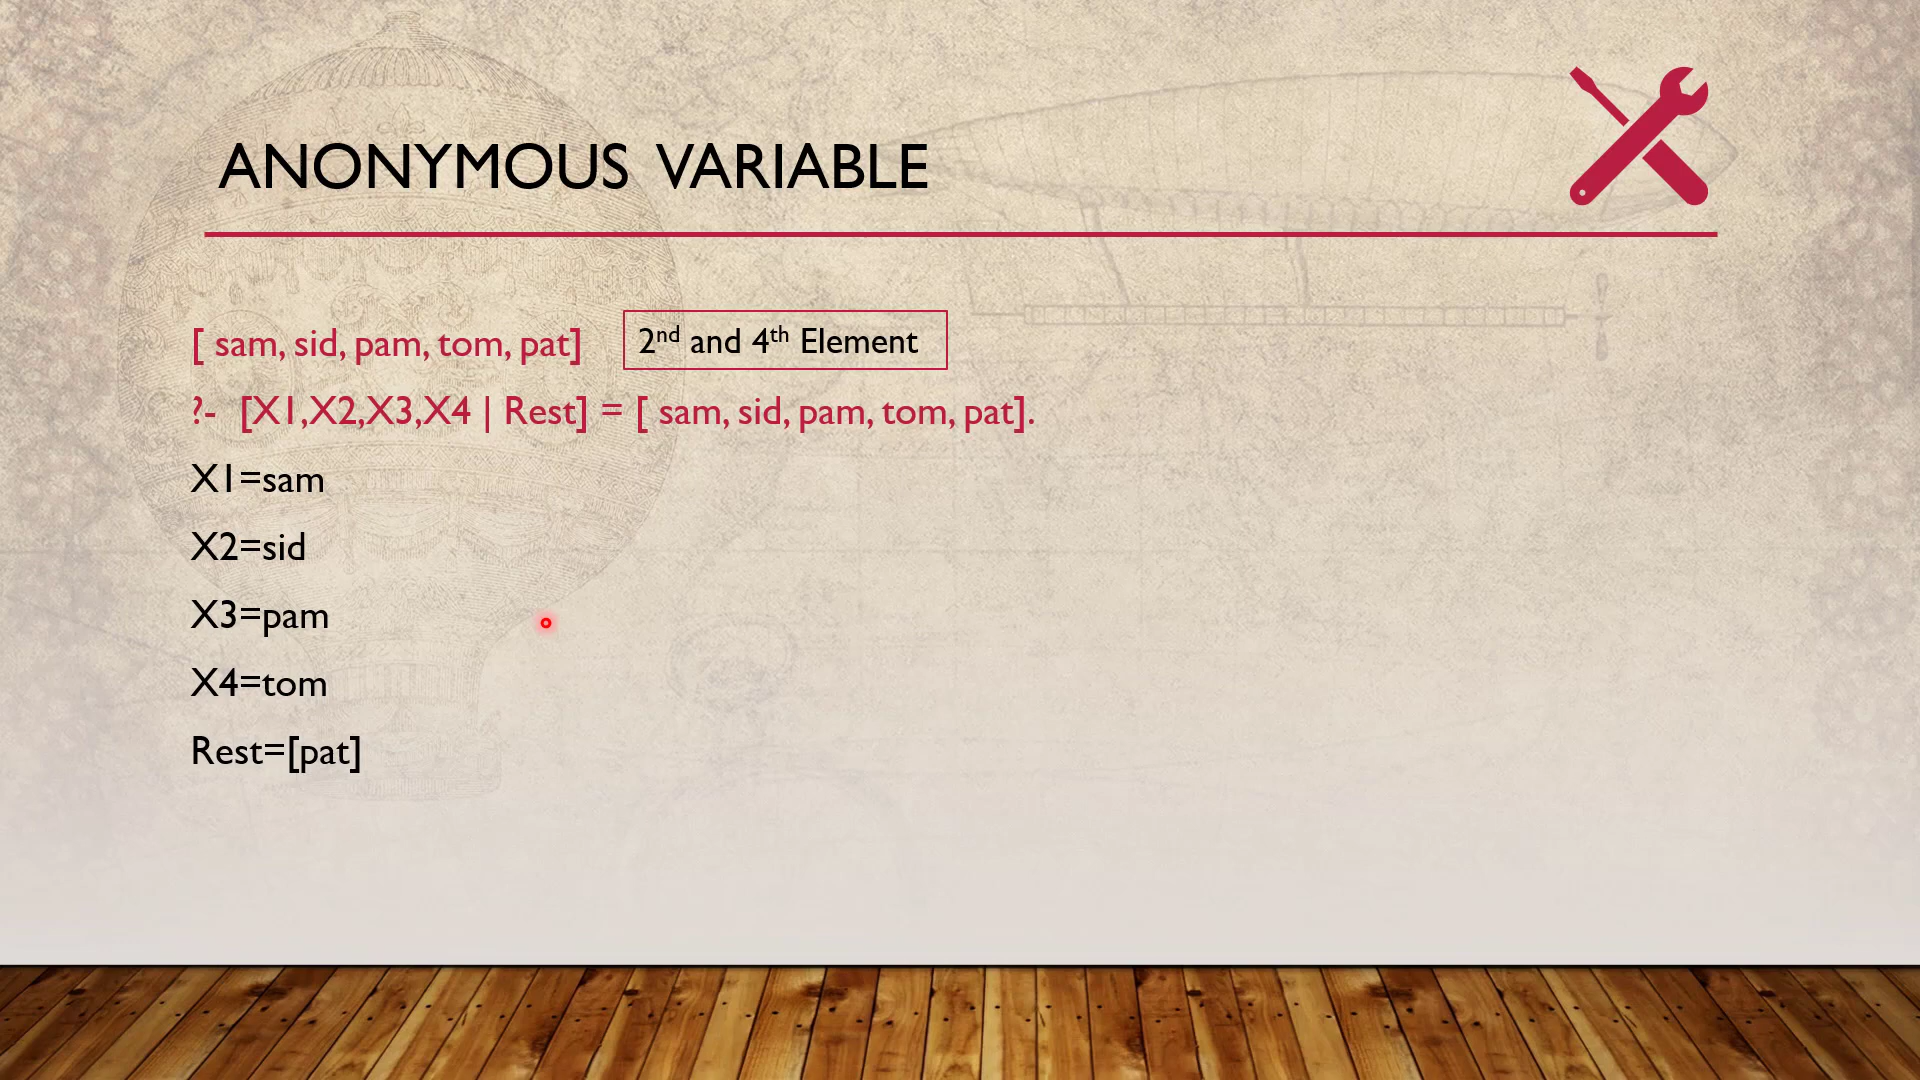 ANONYMOUS VARIABLE
[ sam, sid, pam, tom, pat] 2nd and 4th Element
?- [X1,X2,X3,X4 | Rest] = [ sam, sid, pam, tom, pat].
X1=sam
X2=sid
X3=pam
X4=tom
Rest=[pat]